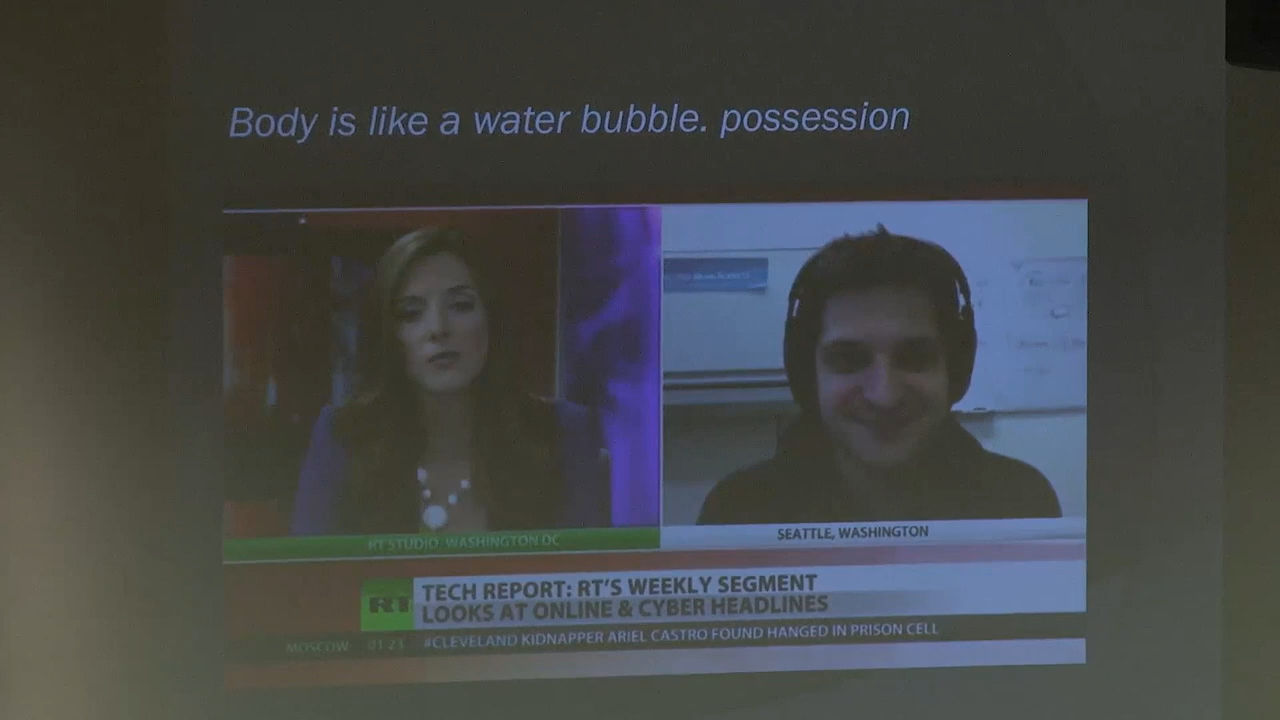 Body is like a water bubble. possession
RT STUDIO, WASHINGTON DC
SEATTLE, WASHINGTON
RT
TECH REPORT: RT'S WEEKLY SEGMENT
LOOKS AT ONLINE & CYBER HEADLINES
MOSCOW 01:23 #CLEVELAND KIDNAPPER ARIEL CASTRO FOUND HANGED IN PRISON CELL